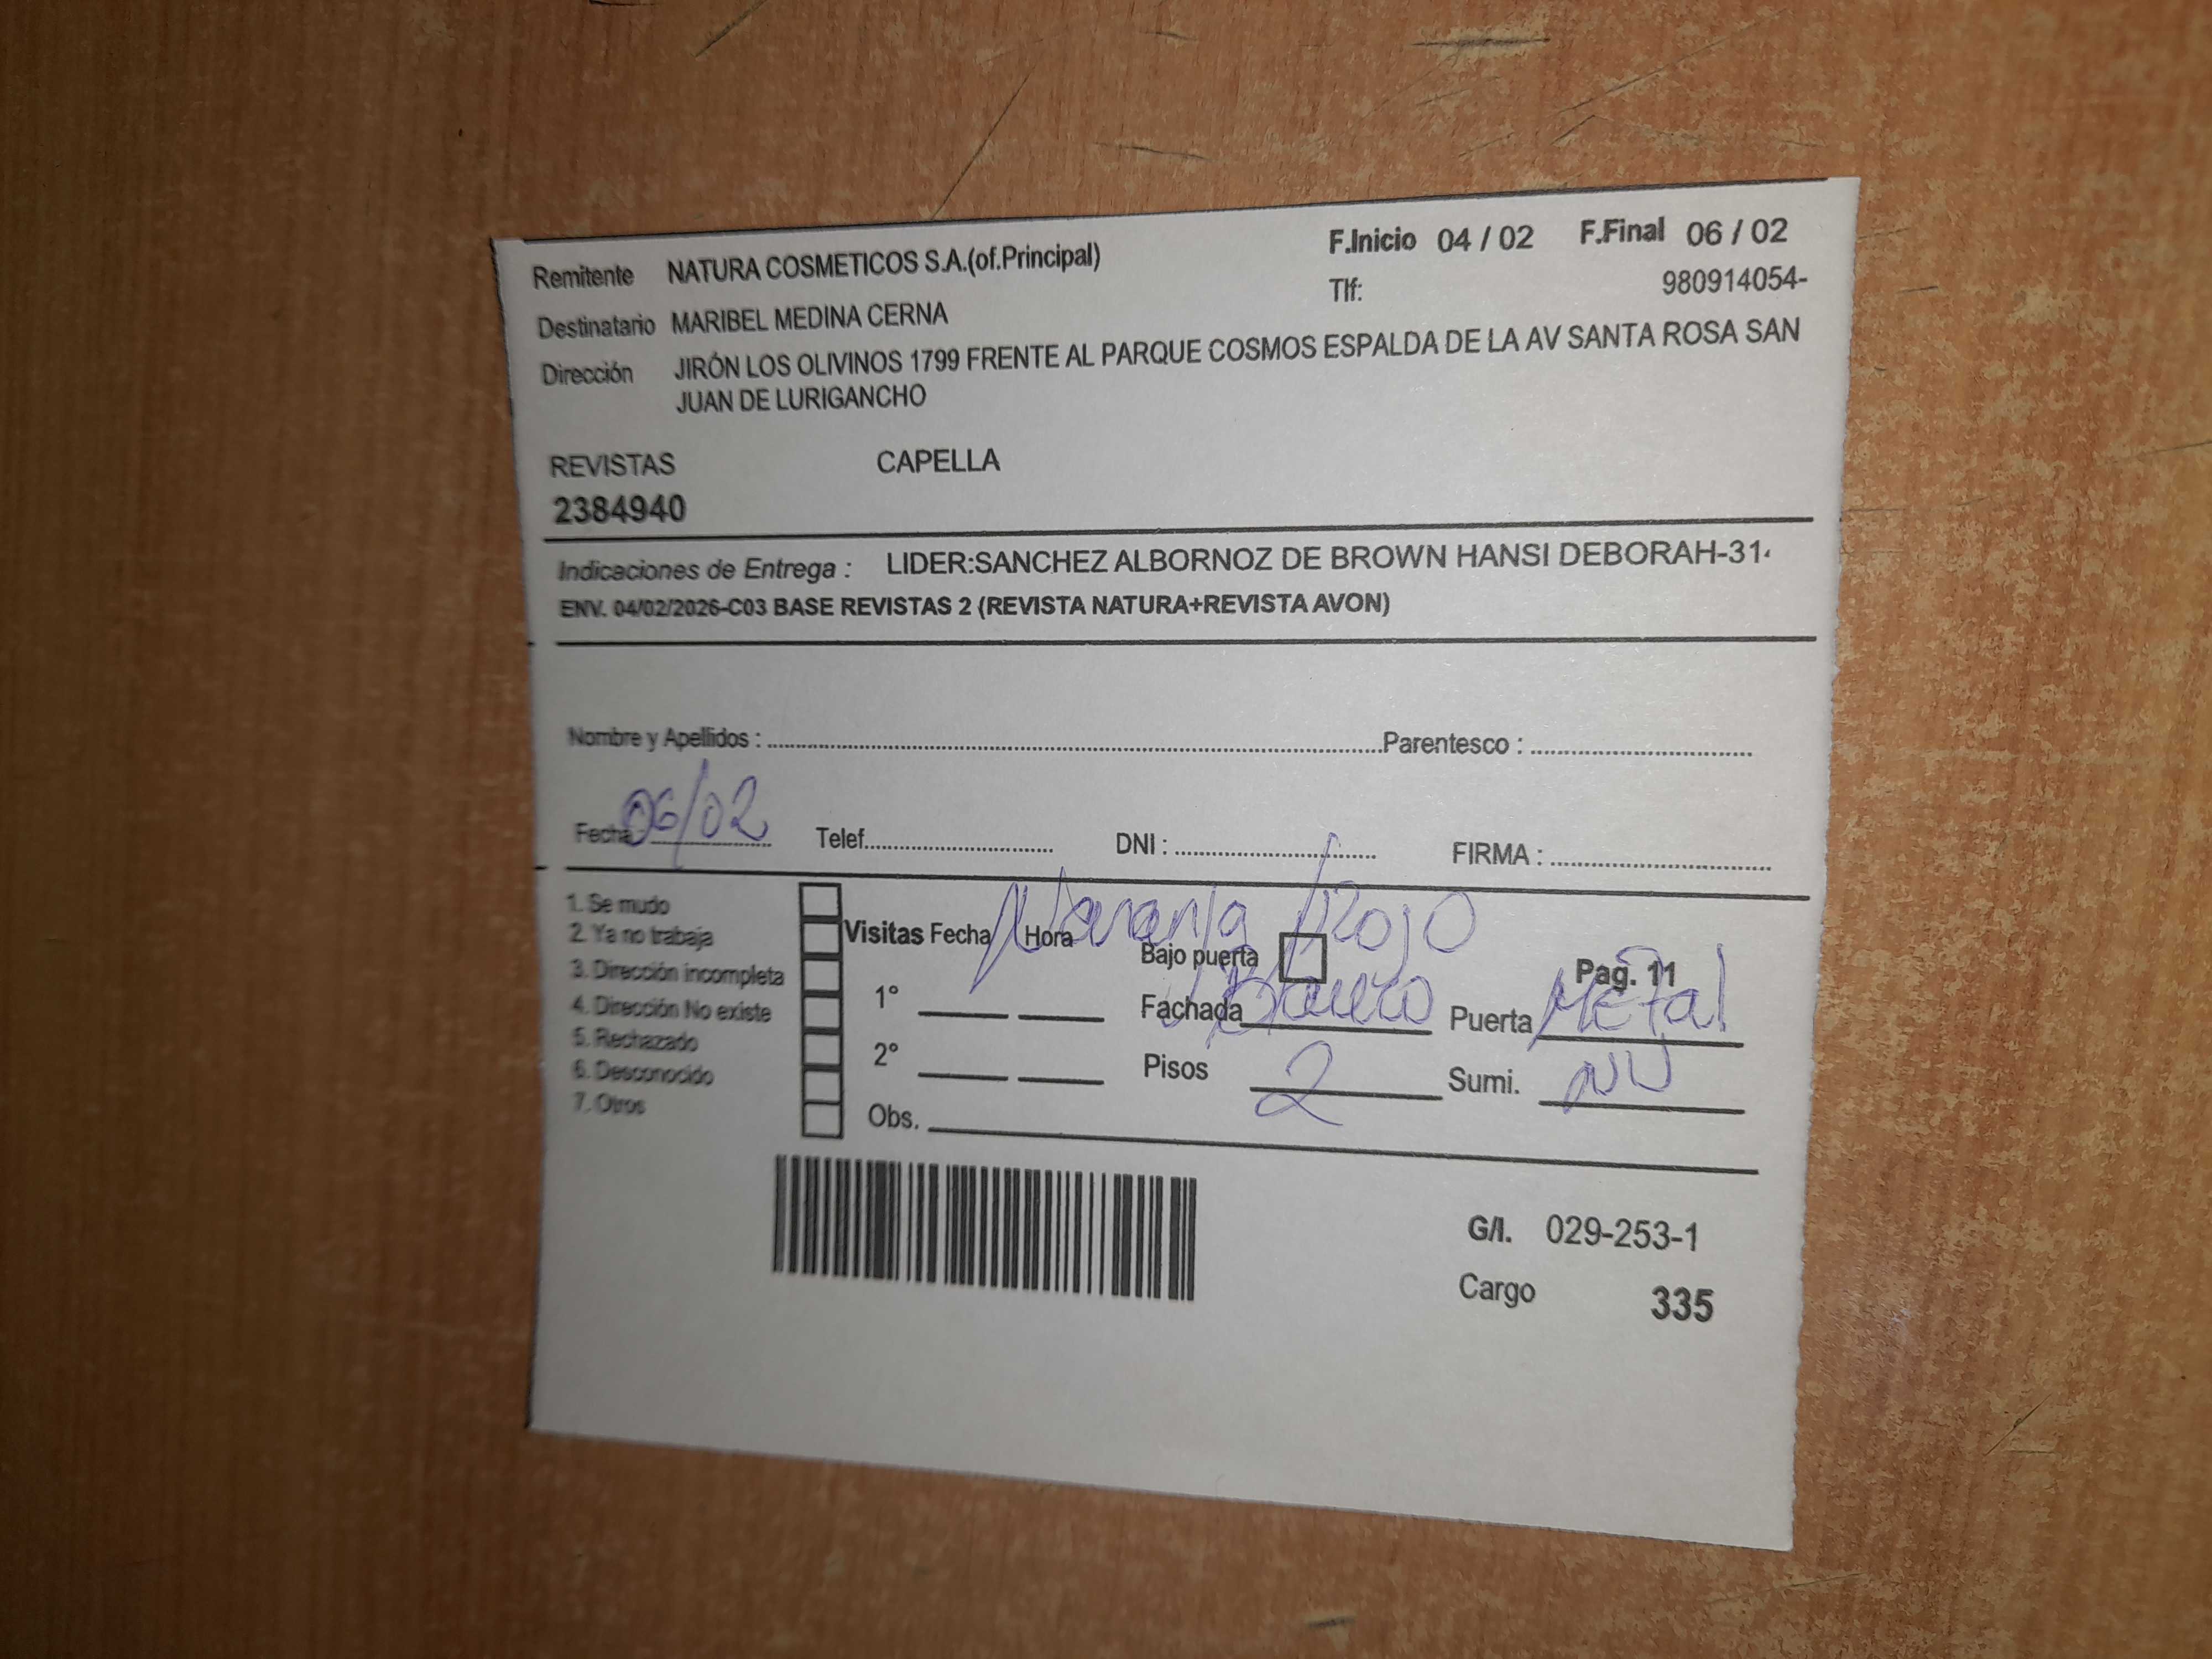 Remitente NATURA COSMETICOS S.A.(of.Principal) F.Inicio 04 / 02 F.Final 06 / 02
Tlf: 980914054-
Destinatario MARIBEL MEDINA CERNA
Dirección JIRÓN LOS OLIVINOS 1799 FRENTE AL PARQUE COSMOS ESPALDA DE LA AV SANTA ROSA SAN
JUAN DE LURIGANCHO
REVISTAS CAPELLA
2384940
Indicaciones de Entrega : LIDER:SANCHEZ ALBORNOZ DE BROWN HANSI DEBORAH-31
ENV. 04/02/2026-C03 BASE REVISTAS 2 (REVISTA NATURA+REVISTA AVON)
Nombre y Apellidos : Parentesco :
Fecha: 06/02 Telef. DNI : FIRMA :
1. Se mudo
2. Ya no trabaja
3. Dirección incompleta
4. Dirección No existe
5. Rechazado
6. Desconocido
7. Otros
Naranja / Rojo
Visitas Fecha Hora Bajo puerta Pag. 11
1° Fachada Blanco Puerta Metal
2° Pisos 2 Sumi. NV
Obs.
G/I. 029-253-1
Cargo 335